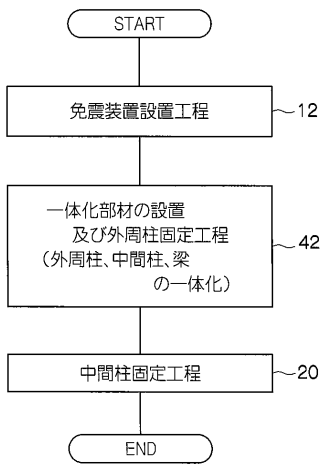 START
免震装置設置工程
12
一体化部材の設置
及び外周柱固定工程
(外周柱、中間柱、梁
の一体化)
42
中間柱固定工程
20
END